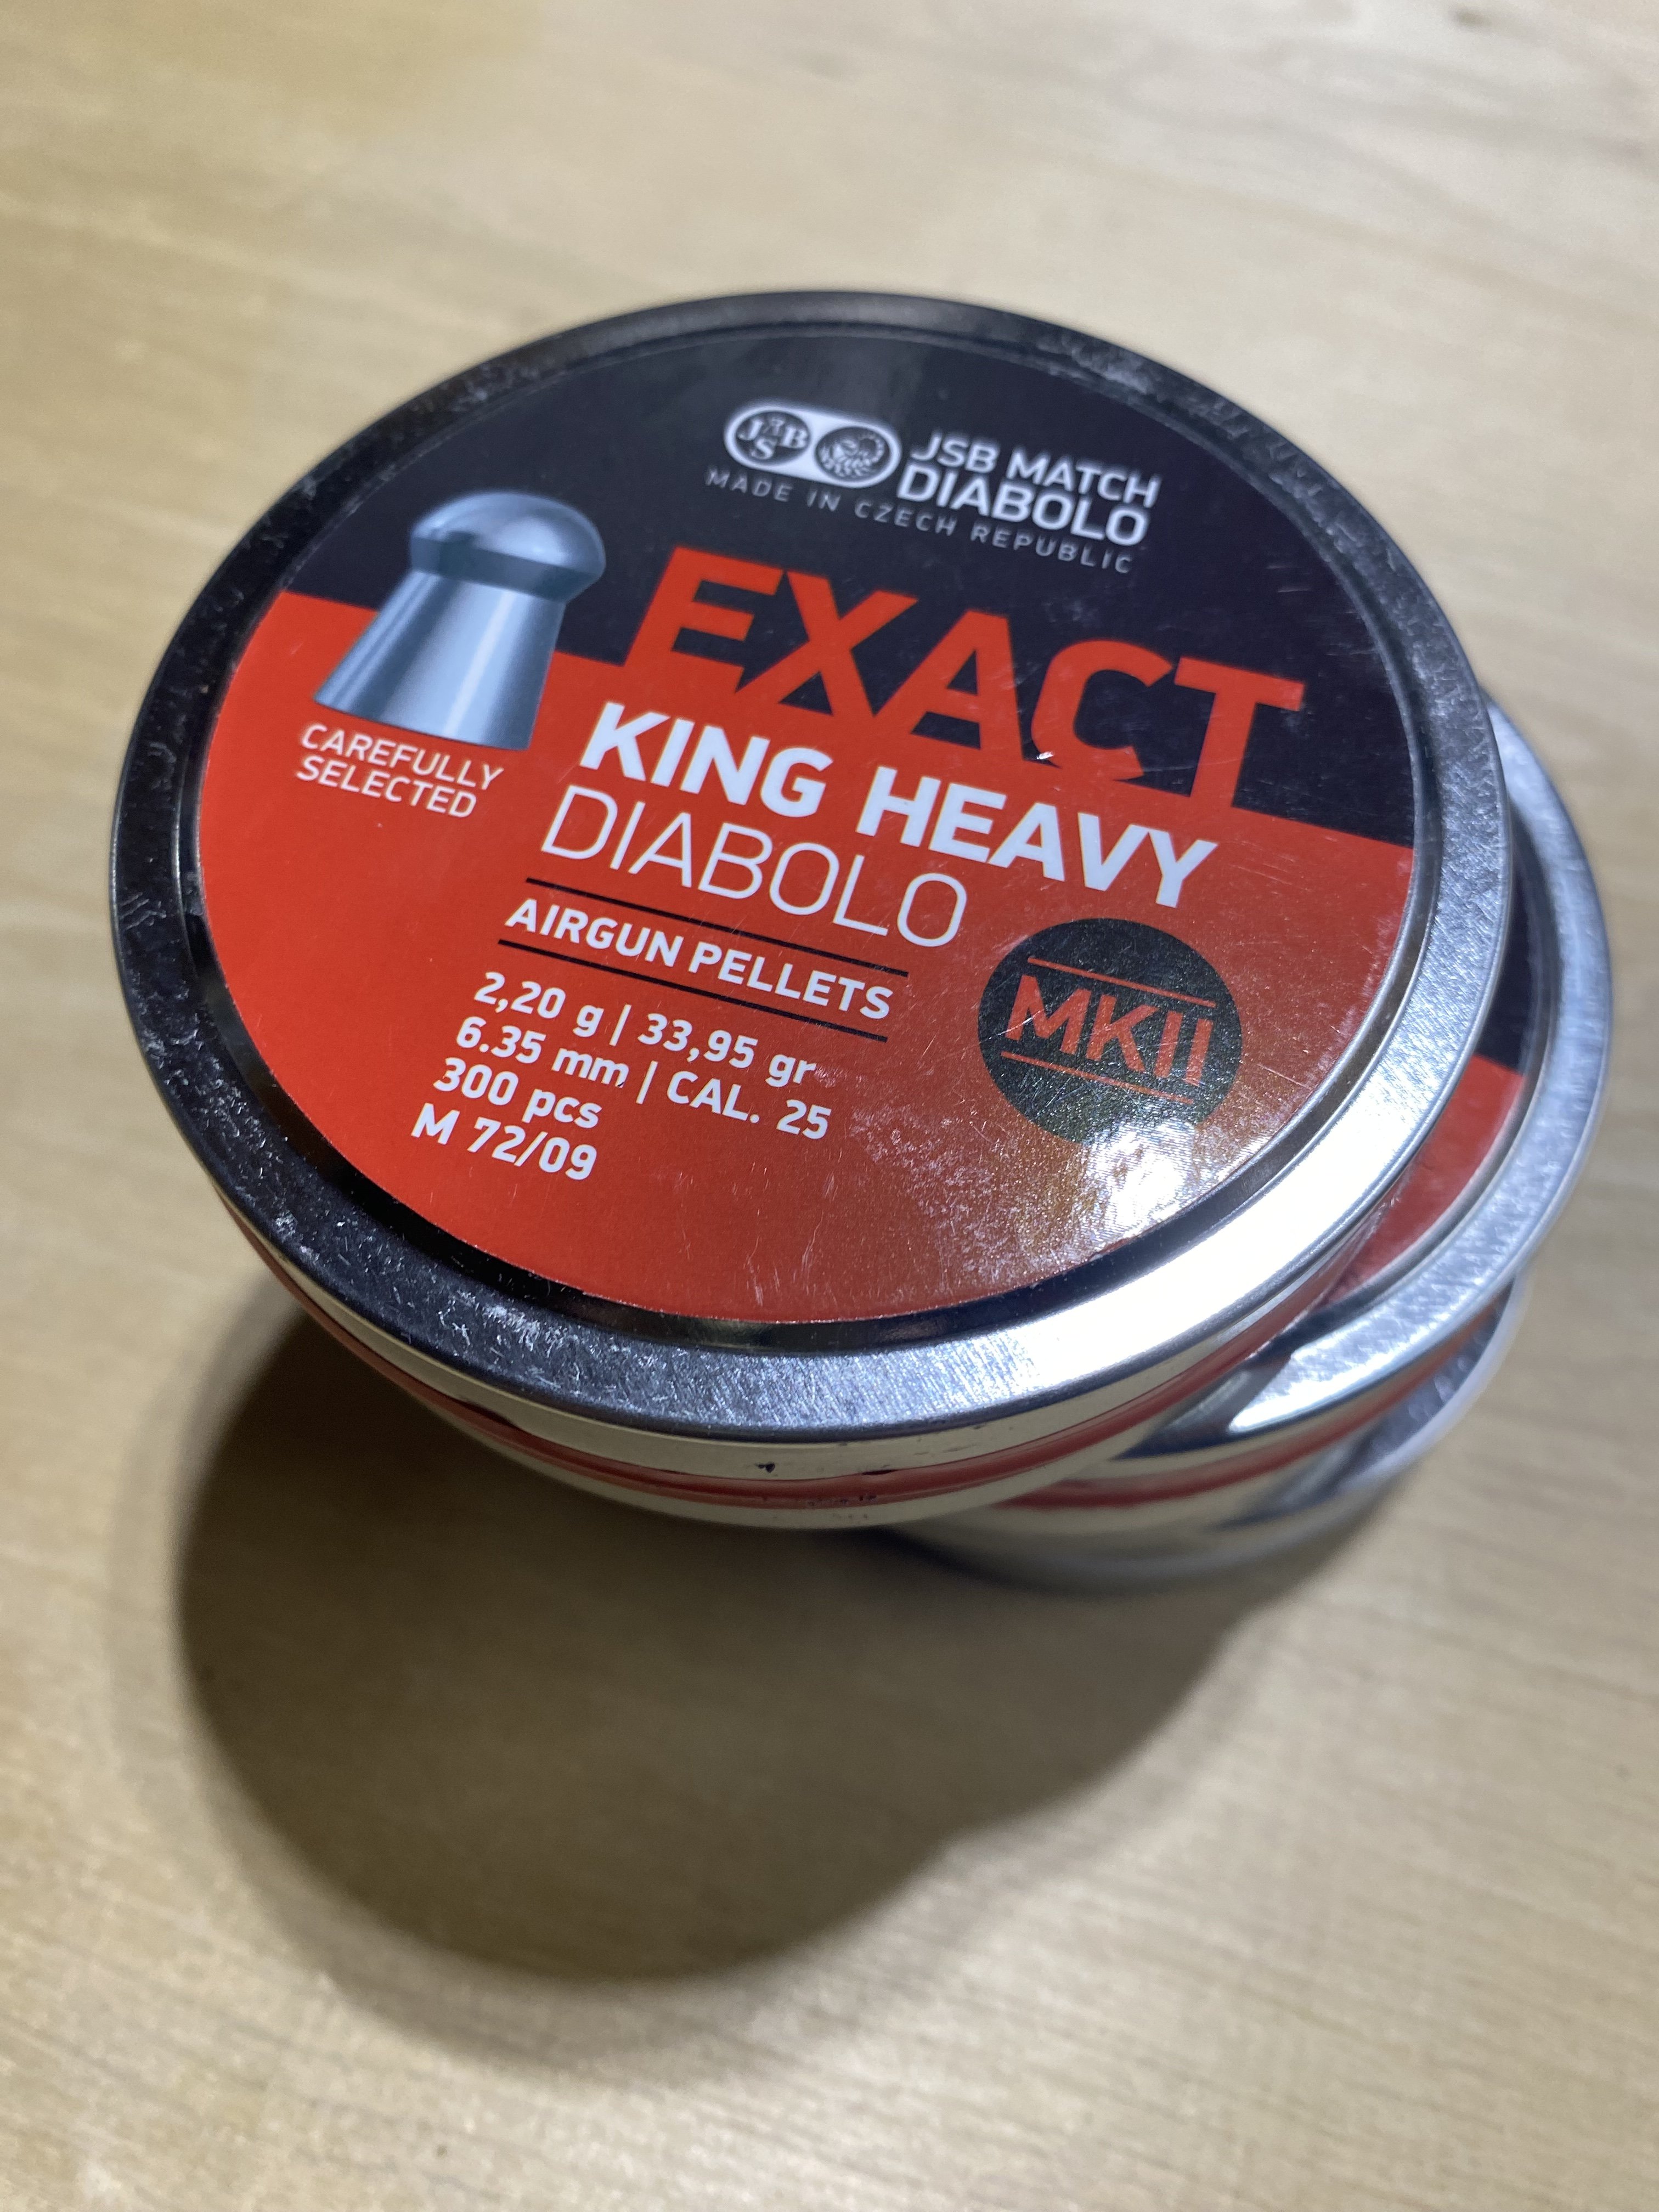 JSB
JSB MATCH
DIABOLO
MADE IN CZECH REPUBLIC
EXACT
KING HEAVY
DIABOLO
CAREFULLY
SELECTED
AIRGUN PELLETS
2,20 g | 33,95 gr
6.35 mm | CAL. 25
300 pcs
M 72/09
MKII